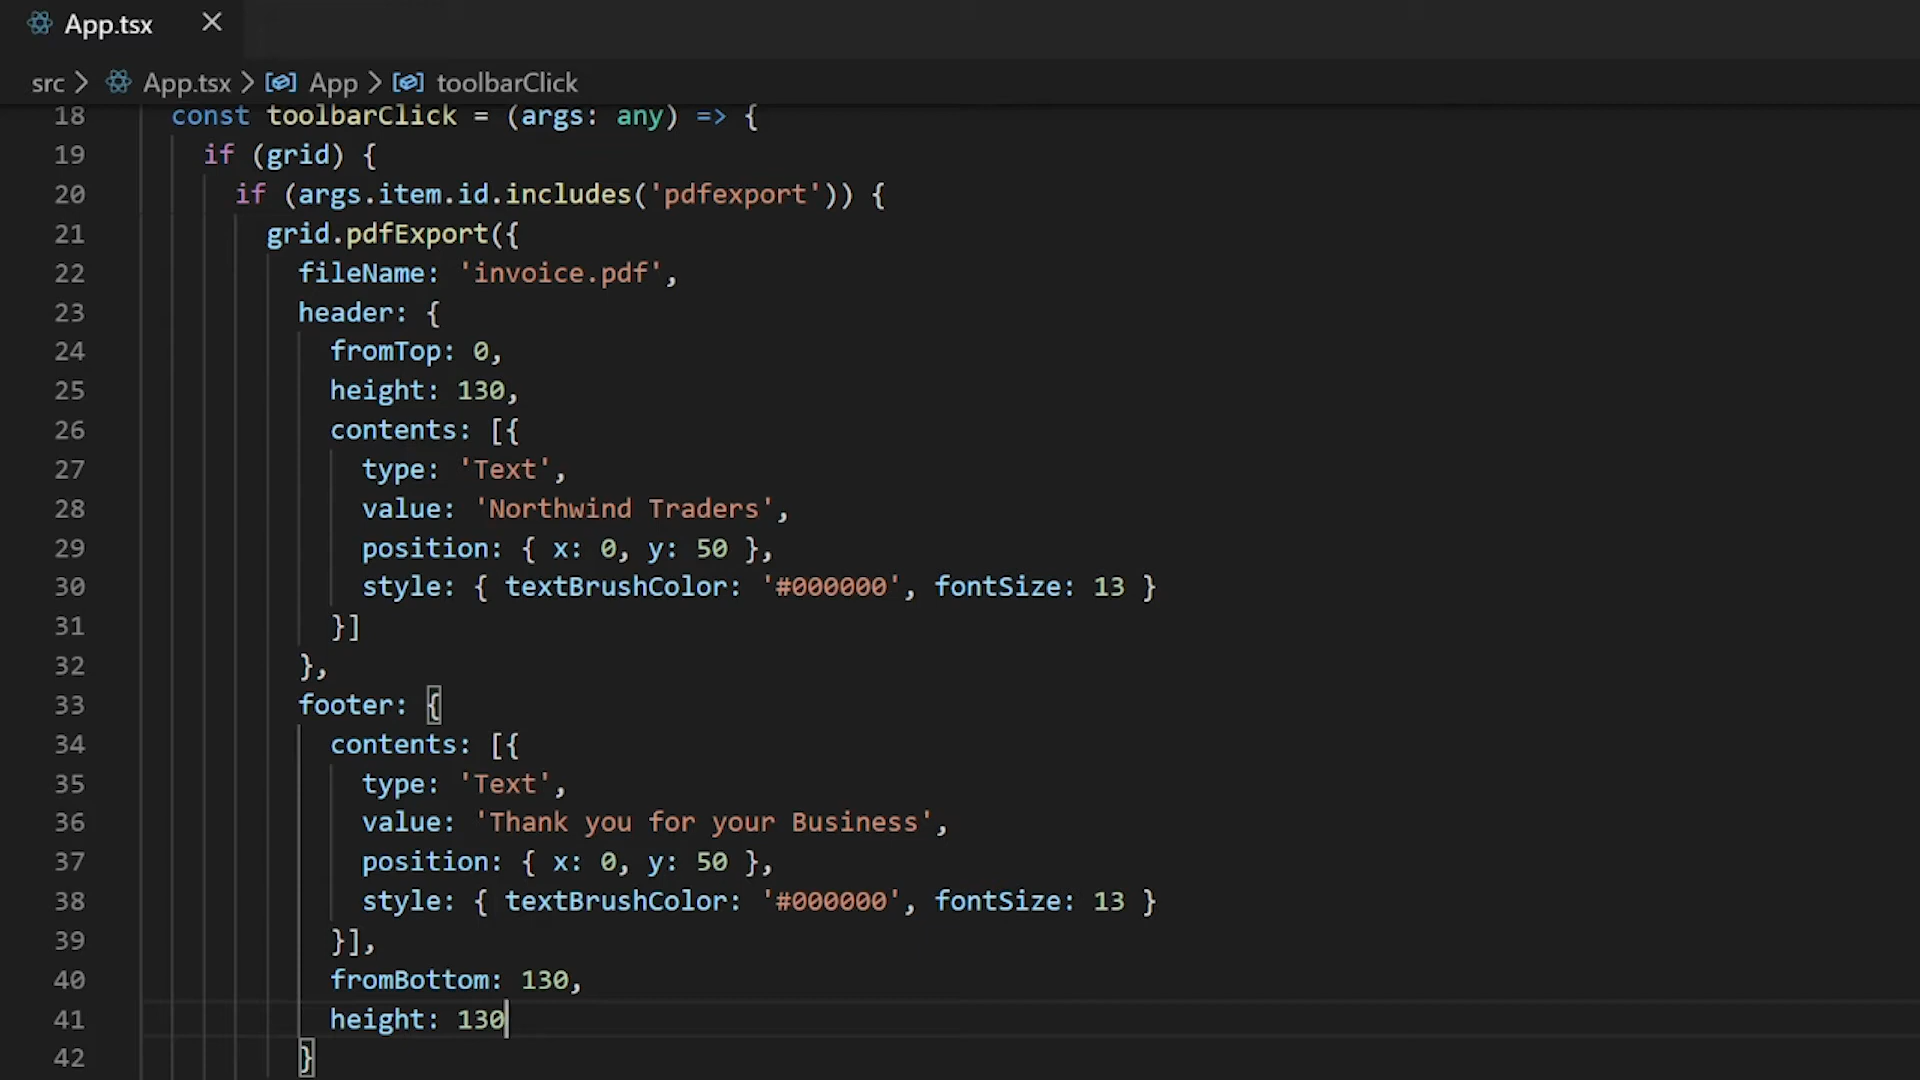 App.tsx
src > App.tsx > App > toolbarClick
18 const toolbarClick = (args: any) => {
19 if (grid) {
20 if (args.item.id.includes('pdfexport')) {
21 grid.pdfExport({
22 fileName: 'invoice.pdf',
23 header: {
24 fromTop: 0,
25 height: 130,
26 contents: [{
27 type: 'Text',
28 value: 'Northwind Traders',
29 position: { x: 0, y: 50 },
30 style: { textBrushColor: '#000000', fontSize: 13 }
31 }]
32 },
33 footer: {
34 contents: [{
35 type: 'Text',
36 value: 'Thank you for your Business',
37 position: { x: 0, y: 50 },
38 style: { textBrushColor: '#000000', fontSize: 13 }
39 }],
40 fromBottom: 130,
41 height: 130
42 }